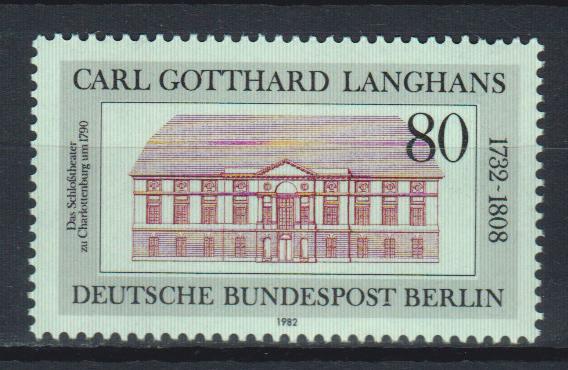 CARL GOTTHARD LANGHANS
80
1732-1808
Das Schloßtheater
zu Charlottenburg um 1790
DEUTSCHE BUNDESPOST BERLIN
1982